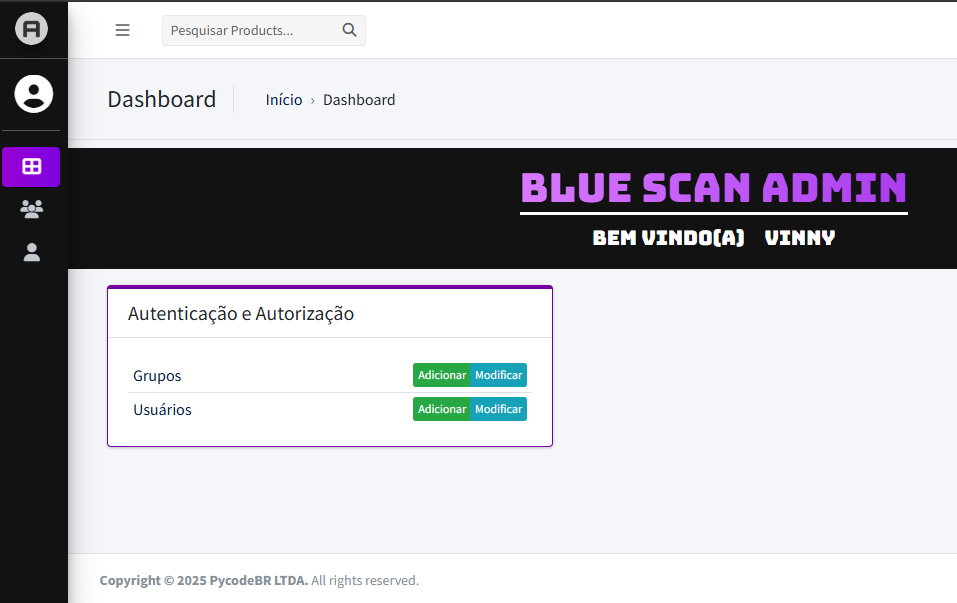 A
Pesquisar Products...
Dashboard
Início › Dashboard
BLUE SCAN ADMIN
BEM VINDO(A) VINNY
Autenticação e Autorização
Grupos Adicionar Modificar
Usuários Adicionar Modificar
Copyright © 2025 PycodeBR LTDA. All rights reserved.